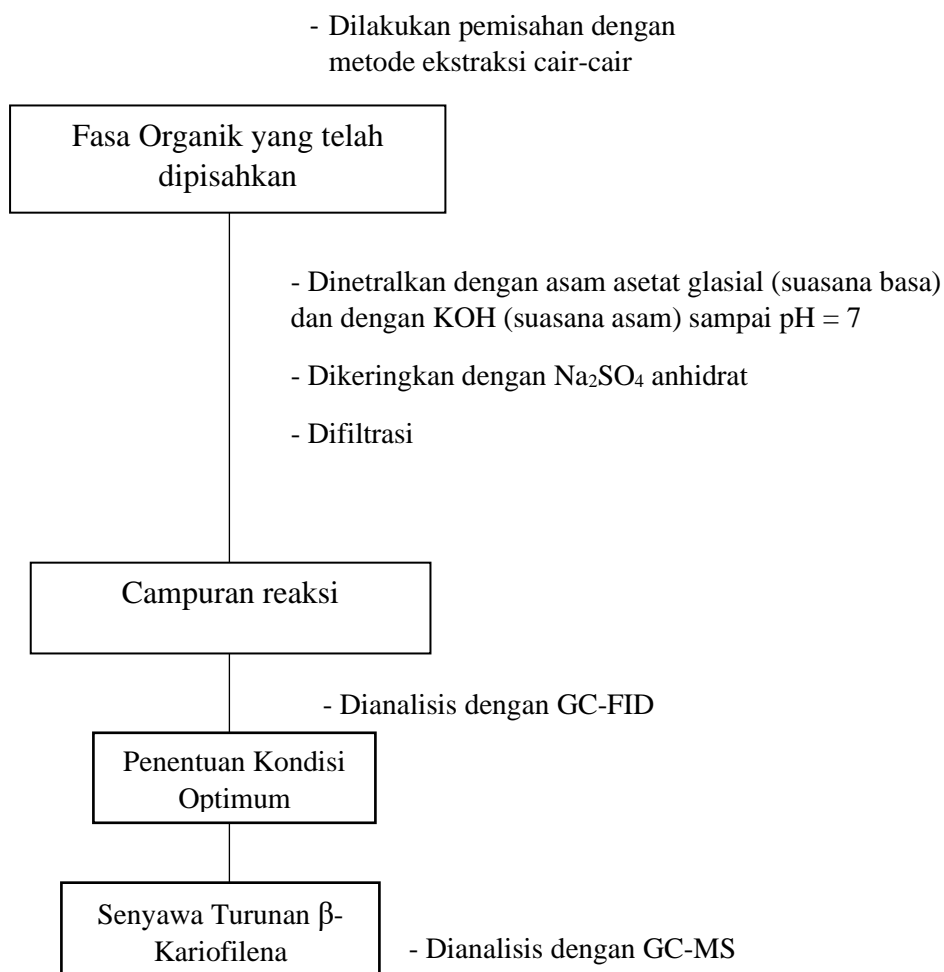 - Dilakukan pemisahan dengan
metode ekstraksi cair-cair
Fasa Organik yang telah
dipisahkan
- Dinetralkan dengan asam asetat glasial (suasana basa)
dan dengan KOH (suasana asam) sampai pH = 7
- Dikeringkan dengan Na₂SO₄ anhidrat
- Difiltrasi
Campuran reaksi
- Dianalisis dengan GC-FID
Penentuan Kondisi
Optimum
Senyawa Turunan β-
Kariofilena
- Dianalisis dengan GC-MS